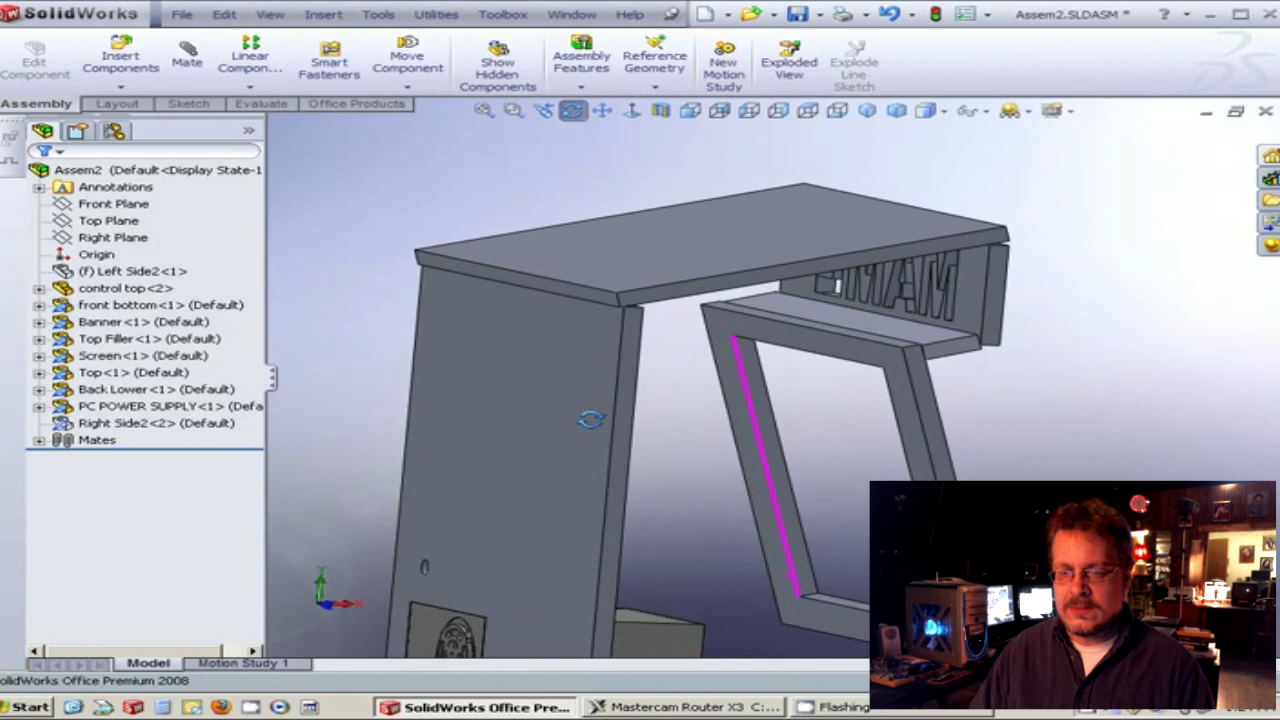 SolidWorks File Edit View Insert Tools Utilities Toolbox Window Help Assem2.SLDASM *
Edit Component
Insert Components
Mate
Linear Compon...
Smart Fasteners
Move Component
Show Hidden Components
Assembly Features
Reference Geometry
New Motion Study
Exploded View
Explode Line Sketch
Assembly Layout Sketch Evaluate Office Products
Assem2 (Default<Display State-1
Annotations
Front Plane
Top Plane
Right Plane
Origin
(f) Left Side2<1>
control top<2>
front bottom<1> (Default)
Banner<1> (Default)
Top Filler<1> (Default)
Screen<1> (Default)
Top<1> (Default)
Back Lower<1> (Default)
PC POWER SUPPLY<1> (Defa
Right Side2<2> (Default)
Mates
MAME
Y
X
Model Motion Study 1
olidWorks Office Premium 2008
Start SolidWorks Office Pre... Mastercam Router X3 C:... Flashing